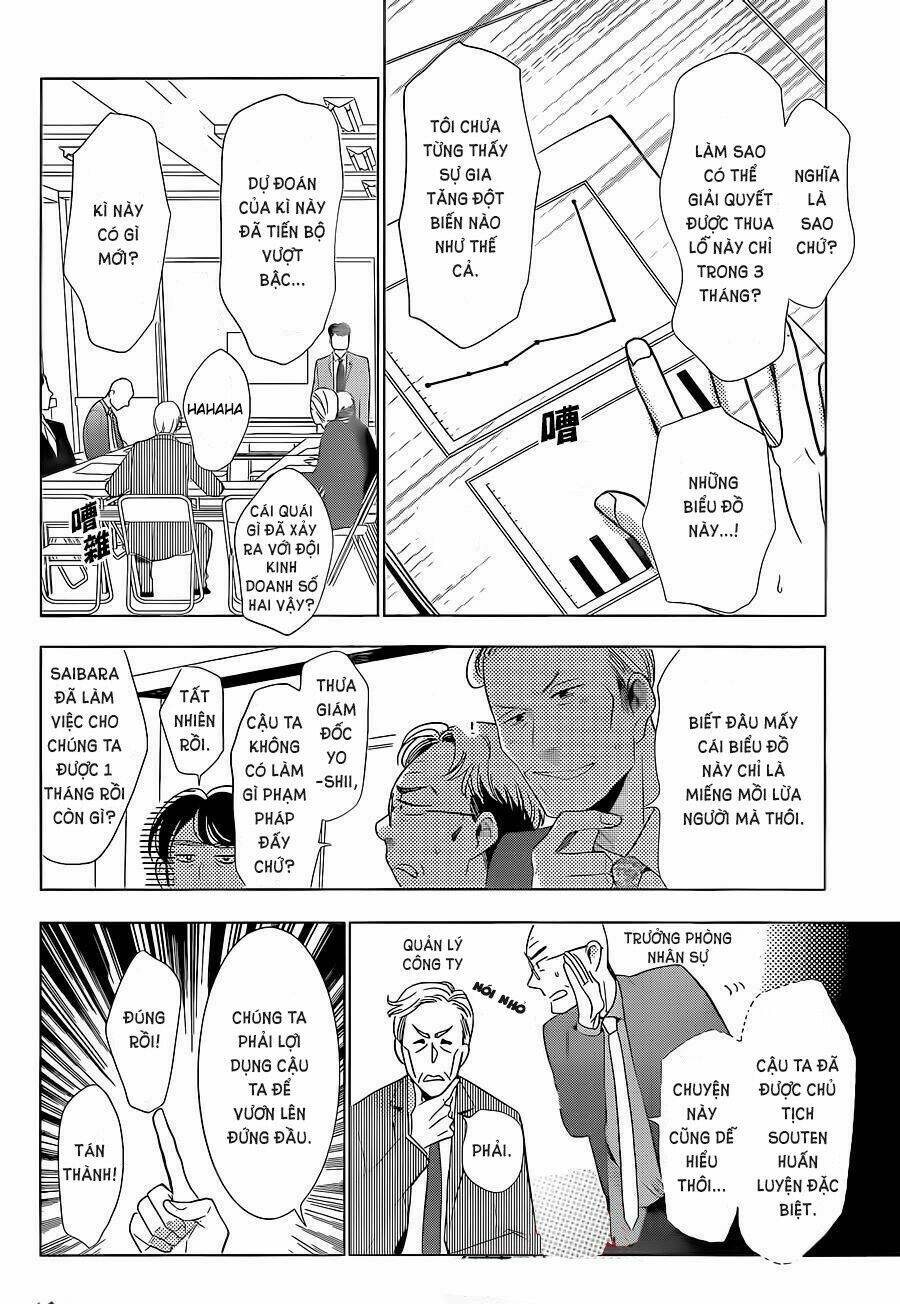 NGHĨA
LÀ
SAO
CHỨ?
LÀM SAO
CÓ THỂ
GIẢI QUYẾT
ĐƯỢC THUA
LỖ NÀY CHỈ
TRONG 3
THÁNG?
TÔI CHƯA
TỪNG THẤY
SỰ GIA
TĂNG ĐỘT
BIẾN NÀO
NHƯ THẾ
CẢ.
嘈
NHỮNG
BIỂU ĐỒ
NÀY...!
DỰ ĐOÁN
CỦA KÌ NÀY
ĐÃ TIẾN BỘ
VƯỢT
BẬC...
KÌ NÀY
CÓ GÌ
MỚI?
HAHAHA
CÁI QUÁI
GÌ ĐÃ XẢY
RA VỚI ĐỘI
KINH
DOANH SỐ
HAI VẬY?
嘈
雜
BIẾT ĐÂU MẤY
CÁI BIỂU ĐỒ
NÀY CHỈ LÀ
MIẾNG MỒI LỪA
NGƯỜI MÀ THÔI.
!
THƯA
GIÁM
ĐỐC
YO
-SHII,
CẬU TA
KHÔNG
CÓ LÀM
GÌ PHẠM
PHÁP
ĐẤY
CHỨ?
TẤT
NHIÊN
RỒI.
SAIBARA
ĐÃ LÀM
VIỆC CHO
CHÚNG TA
ĐƯỢC 1
THÁNG RỒI
CÒN GÌ?
TRƯỞNG PHÒNG
NHÂN SỰ
CẬU TA ĐÃ
ĐƯỢC CHỦ
TỊCH
SOUTEN
HUẤN
LUYỆN ĐẶC
BIỆT.
CHUYỆN
NÀY
CŨNG DỄ
HIỂU
THÔI...
NÓI NHỎ
QUẢN LÝ
CÔNG TY
PHẢI.
CHÚNG TA
PHẢI LỢI
DỤNG CẬU
TA ĐỂ
VƯƠN LÊN
ĐỨNG ĐẦU.
ĐÚNG
RỒI!
TÁN
THÀNH!